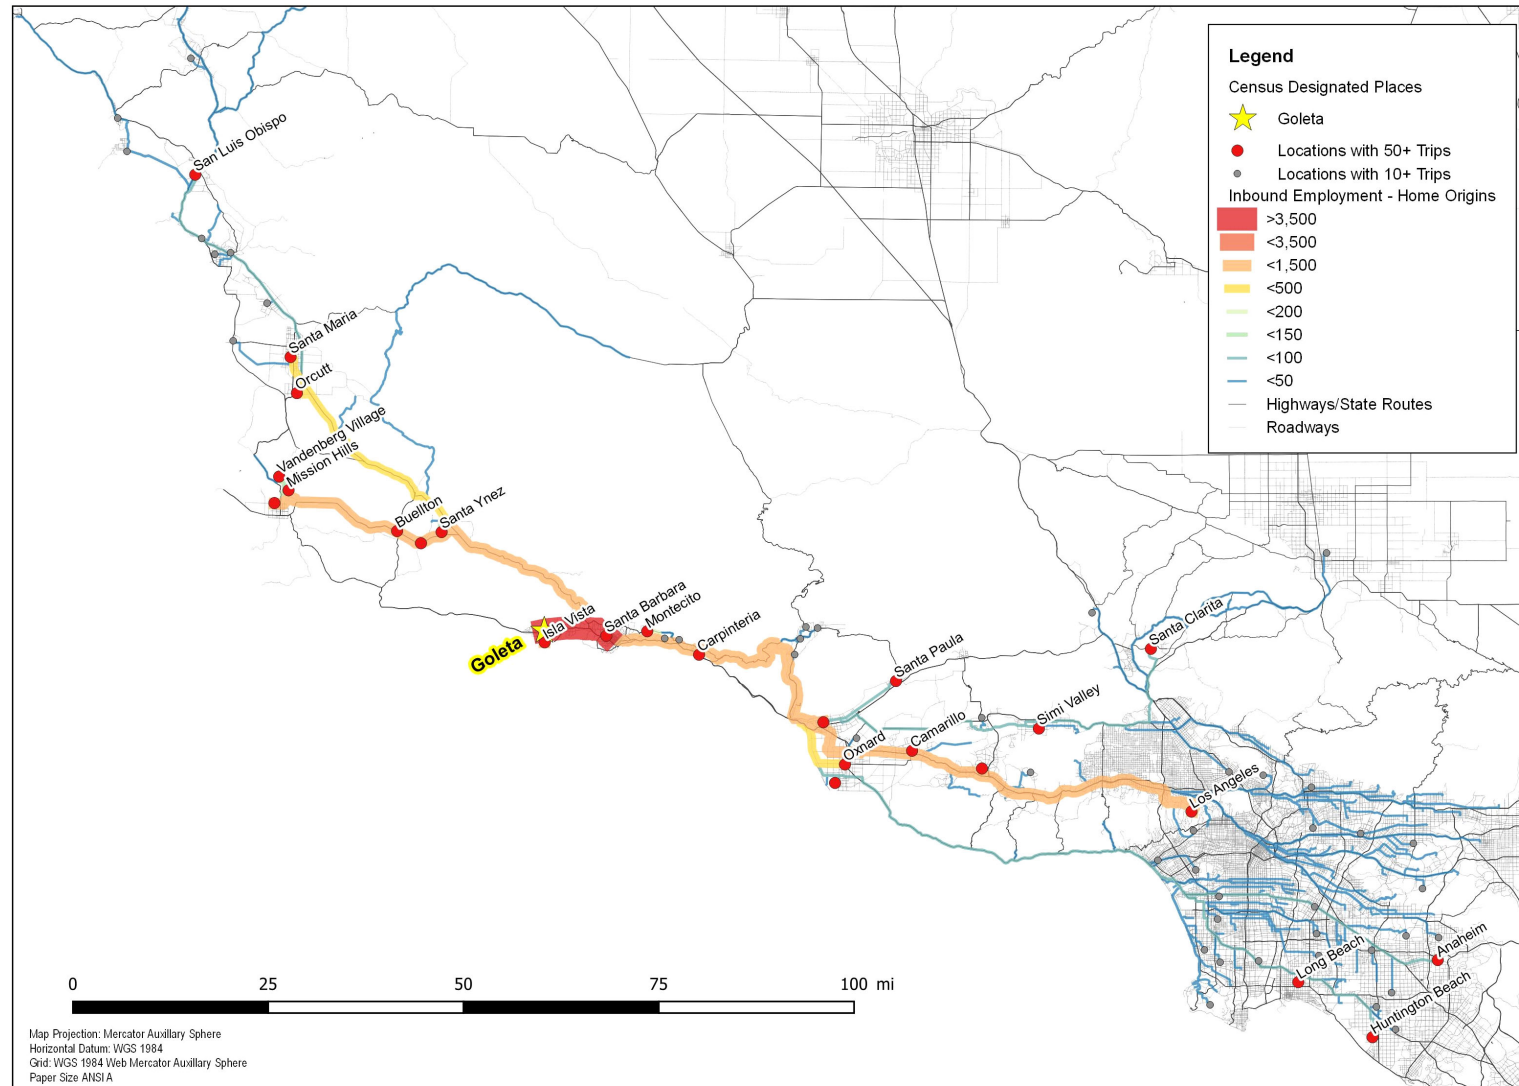 Legend
Census Designated Places
Goleta
Locations with 50+ Trips
Locations with 10+ Trips
Inbound Employment - Home Origins
>3,500
<3,500
<1,500
<500
<200
<150
<100
<50
Highways/State Routes
Roadways
San Luis Obispo
Santa Maria
Orcutt
Vandenberg Village
Mission Hills
Buellton
Santa Ynez
Goleta
Isla Vista
Santa Barbara
Montecito
Carpinteria
Santa Paula
Santa Clarita
Simi Valley
Camarillo
Oxnard
Los Angeles
Long Beach
Anaheim
Huntington Beach
0 25 50 75 100 mi
Map Projection: Mercator Auxillary Sphere
Horizontal Datum: WGS 1984
Grid: WGS 1984 Web Mercator Auxillary Sphere
Paper Size ANSI A